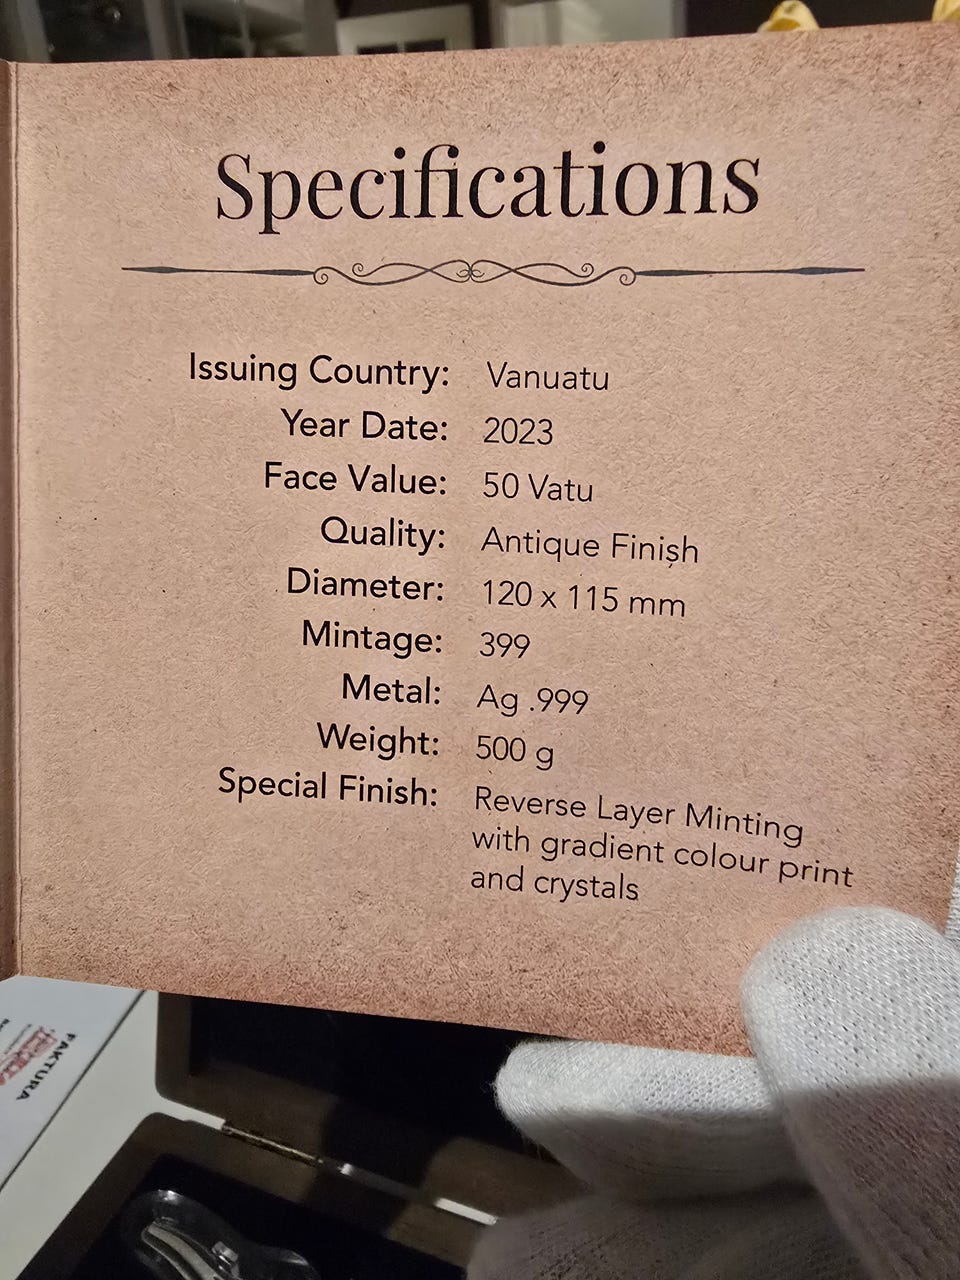 Specifications
Issuing Country: Vanuatu
Year Date: 2023
Face Value: 50 Vatu
Quality: Antique Finish
Diameter: 120 x 115 mm
Mintage: 399
Metal: Ag .999
Weight: 500 g
Special Finish: Reverse Layer Minting
with gradient colour print
and crystals
FAKTURA